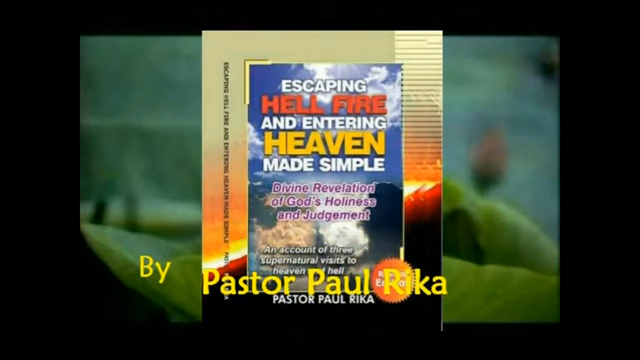 ESCAPING HELL FIRE AND ENTERING HEAVEN MADE SIMPLE
ESCAPING
HELL FIRE
AND ENTERING
HEAVEN
MADE SIMPLE
Divine Revelation
of God's Holiness
and Judgement
An account of three
supernatural visits to
heaven hell
By
Pastor Paul Rika
PASTOR PAUL RIKA